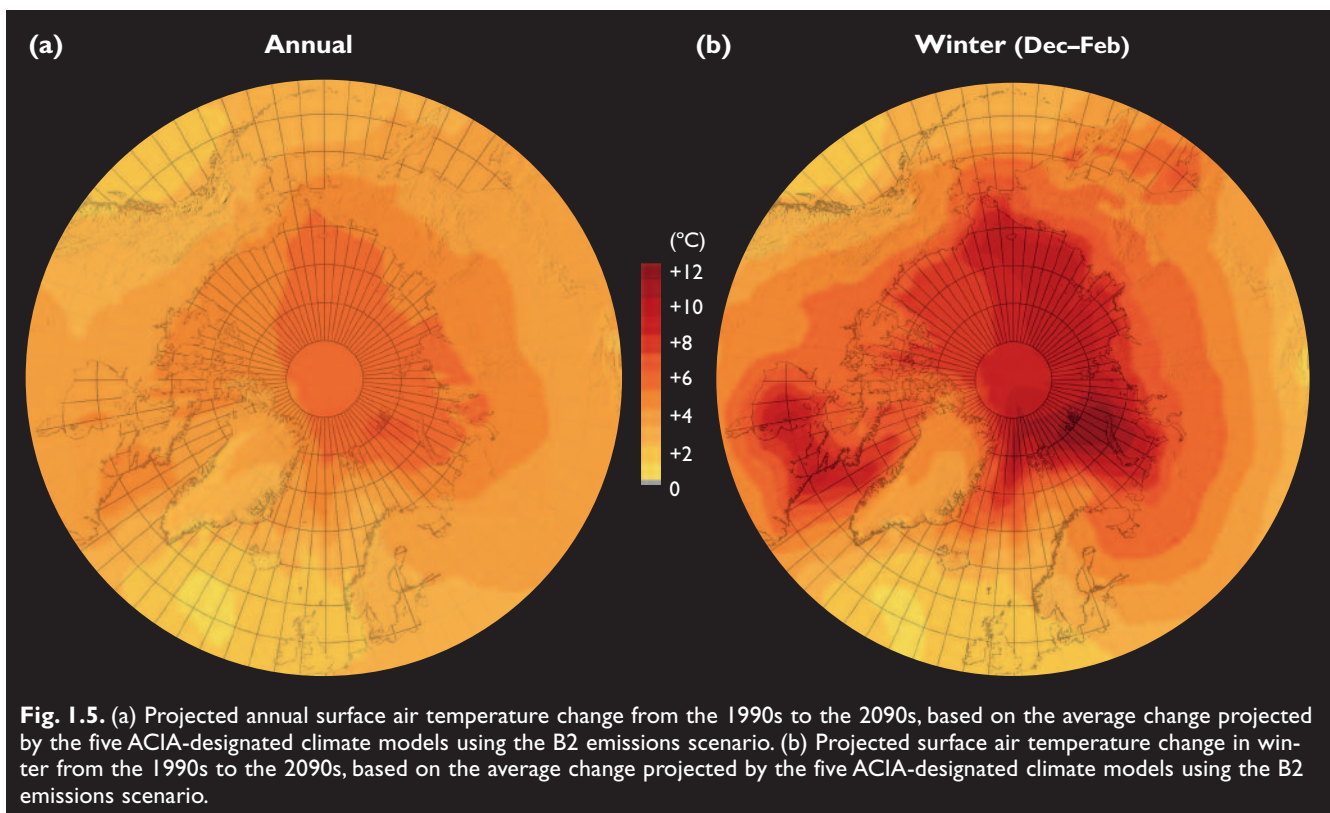 (a) Annual
(b) Winter (Dec–Feb)
(ºC)
+12
+10
+8
+6
+4
+2
0
Fig. 1.5. (a) Projected annual surface air temperature change from the 1990s to the 2090s, based on the average change projected
by the five ACIA-designated climate models using the B2 emissions scenario. (b) Projected surface air temperature change in win-
ter from the 1990s to the 2090s, based on the average change projected by the five ACIA-designated climate models using the B2
emissions scenario.